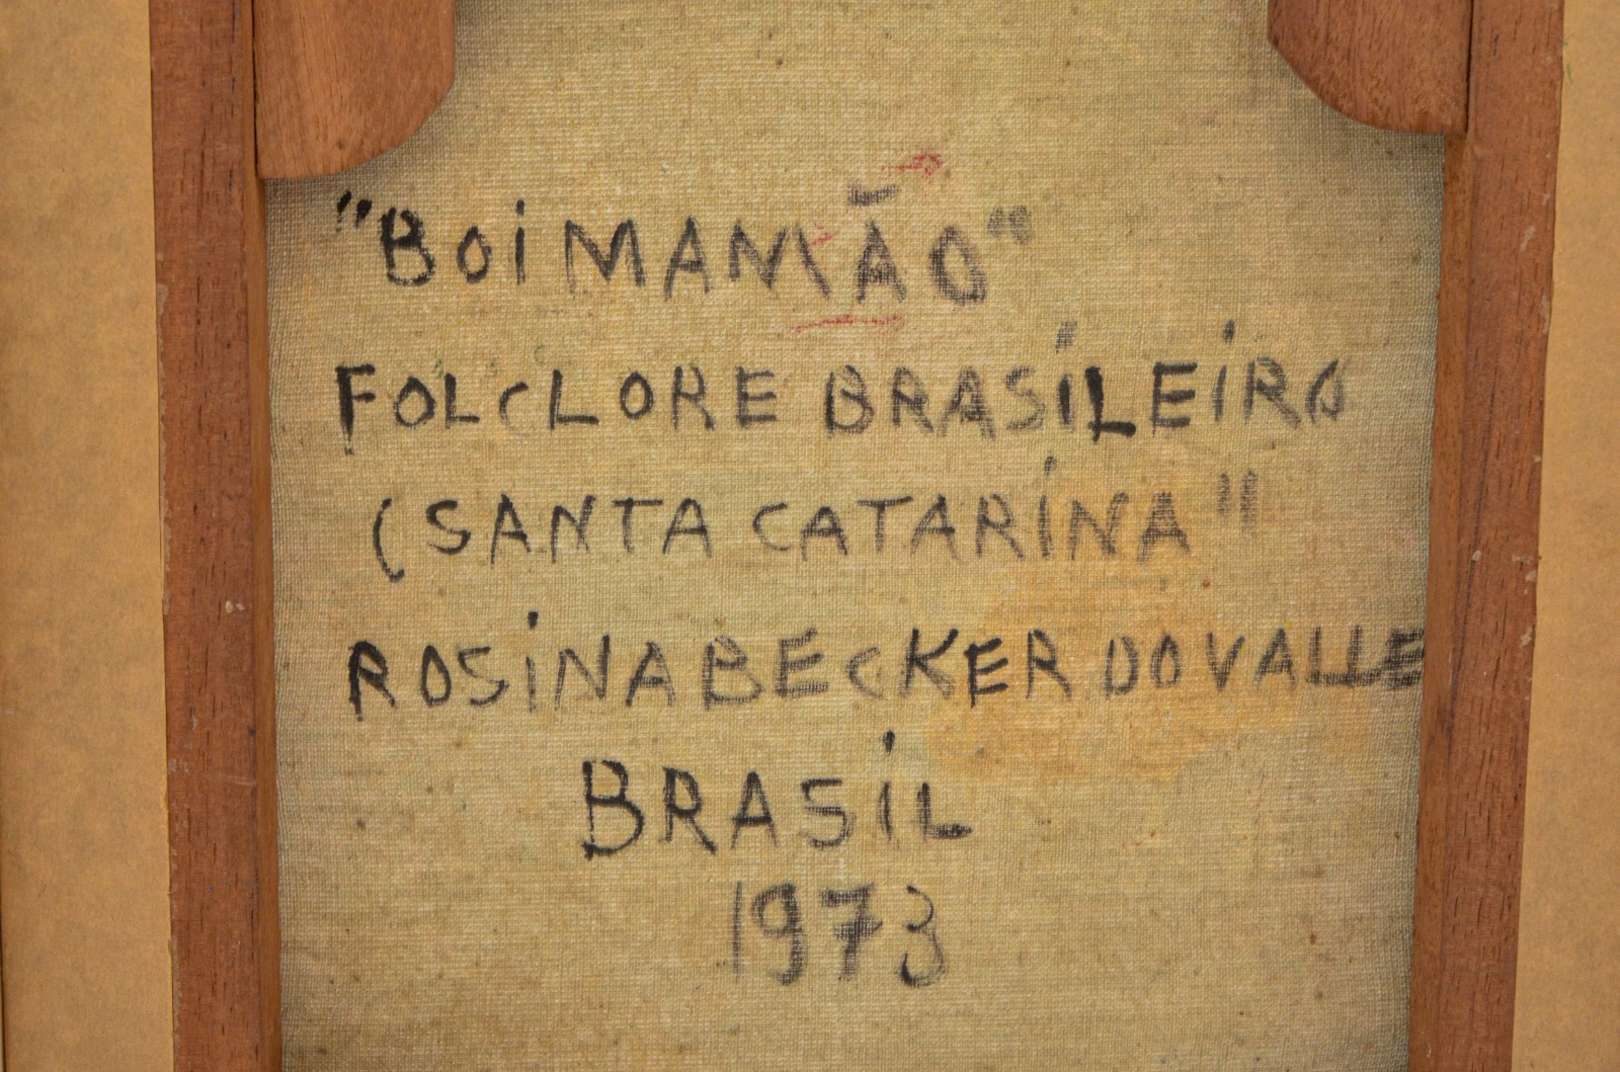 "BOI MAMÃO"
FOLCLORE BRASILEIRO
(SANTA CATARINA"
ROSINA BECKER DO VALLE
BRASIL
1973